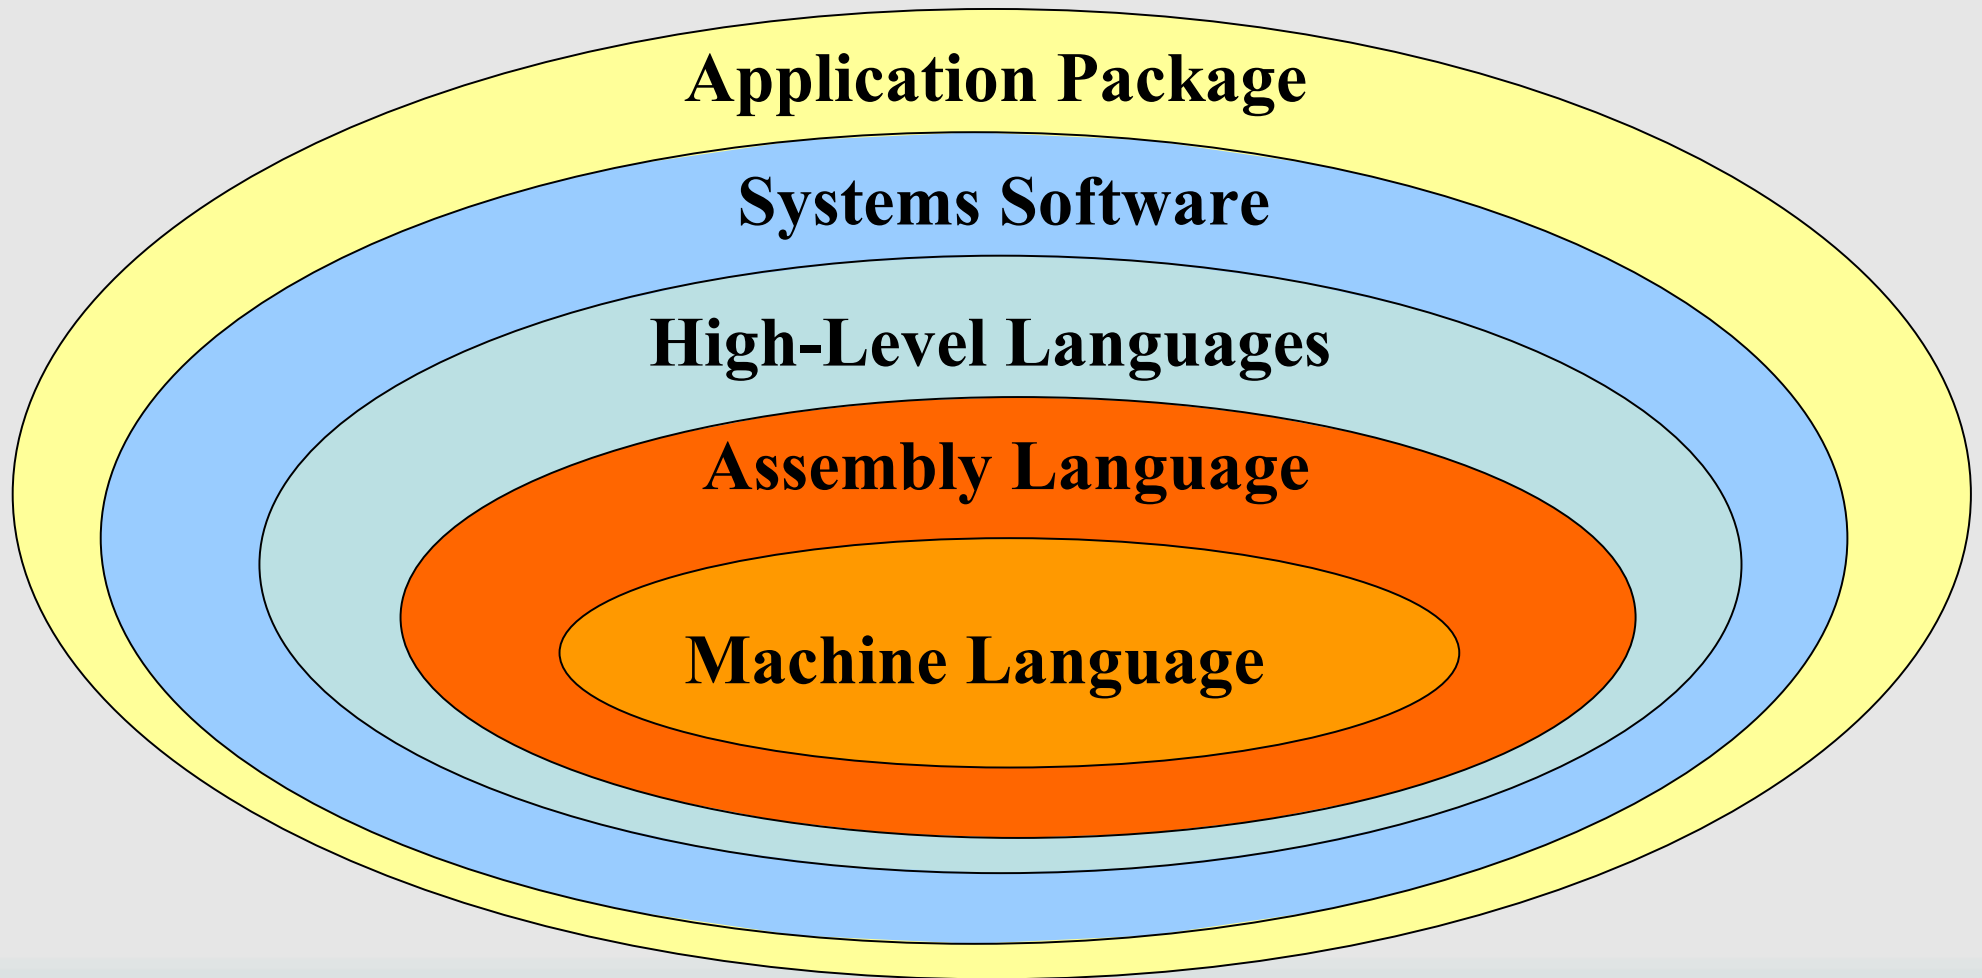 Application Package
Systems Software
High-Level Languages
Assembly Language
Machine Language